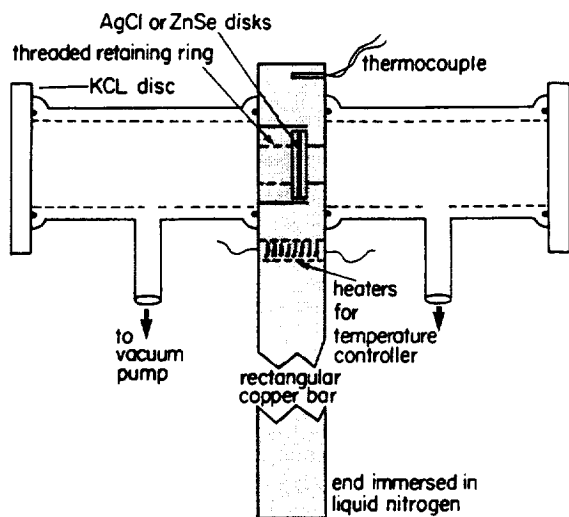 AgCl or ZnSe disks
threaded retaining ring
KCL disc
thermocouple
heaters
for
temperature
controller
to
vacuum
pump
rectangular
copper bar
end immersed in
liquid nitrogen